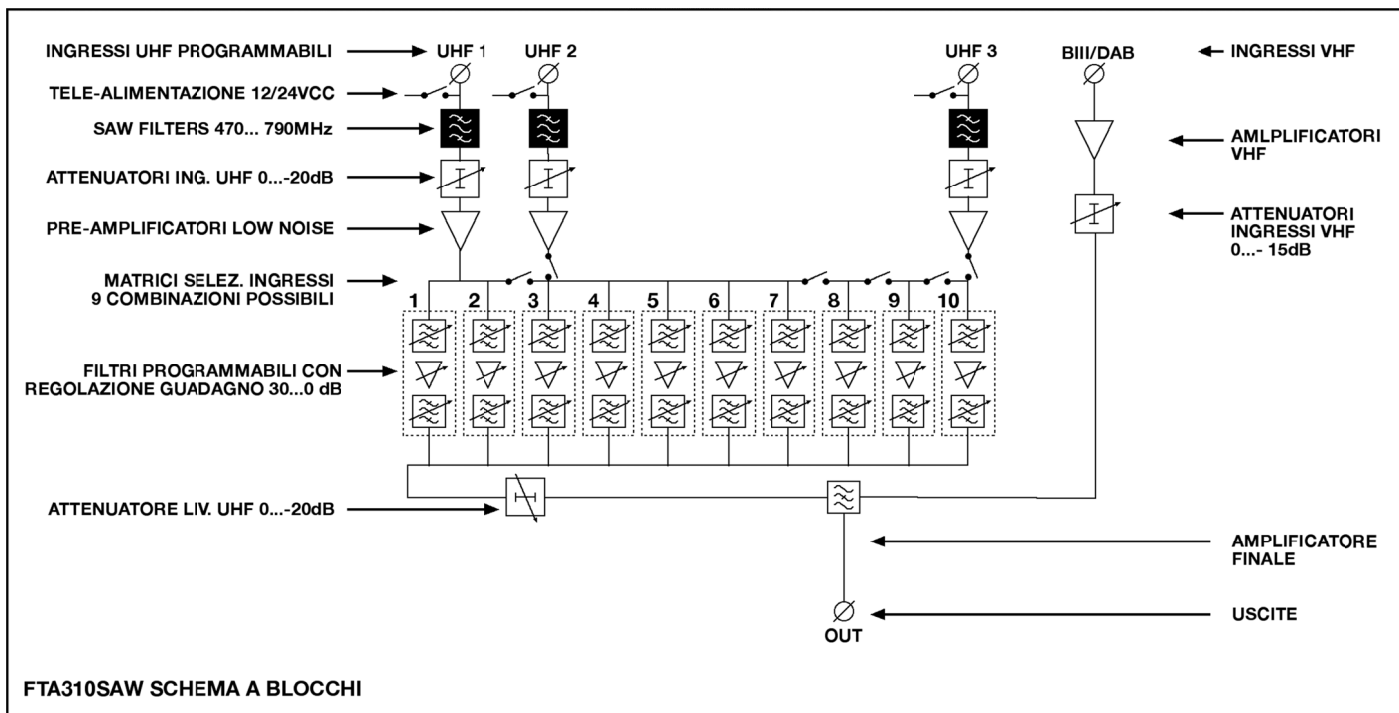 INGRESSI UHF PROGRAMMABILI
UHF 1
UHF 2
UHF 3
BIII/DAB
INGRESSI VHF
TELE-ALIMENTAZIONE 12/24VCC
SAW FILTERS 470... 790MHz
AMLPLIFICATORI
VHF
ATTENUATORI ING. UHF 0...-20dB
PRE-AMPLIFICATORI LOW NOISE
ATTENUATORI
INGRESSI VHF
0...- 15dB
MATRICI SELEZ. INGRESSI
9 COMBINAZIONI POSSIBILI
1 2 3 4 5 6 7 8 9 10
FILTRI PROGRAMMABILI CON
REGOLAZIONE GUADAGNO 30...0 dB
ATTENUATORE LIV. UHF 0...-20dB
AMPLIFICATORE
FINALE
USCITE
OUT
FTA310SAW SCHEMA A BLOCCHI